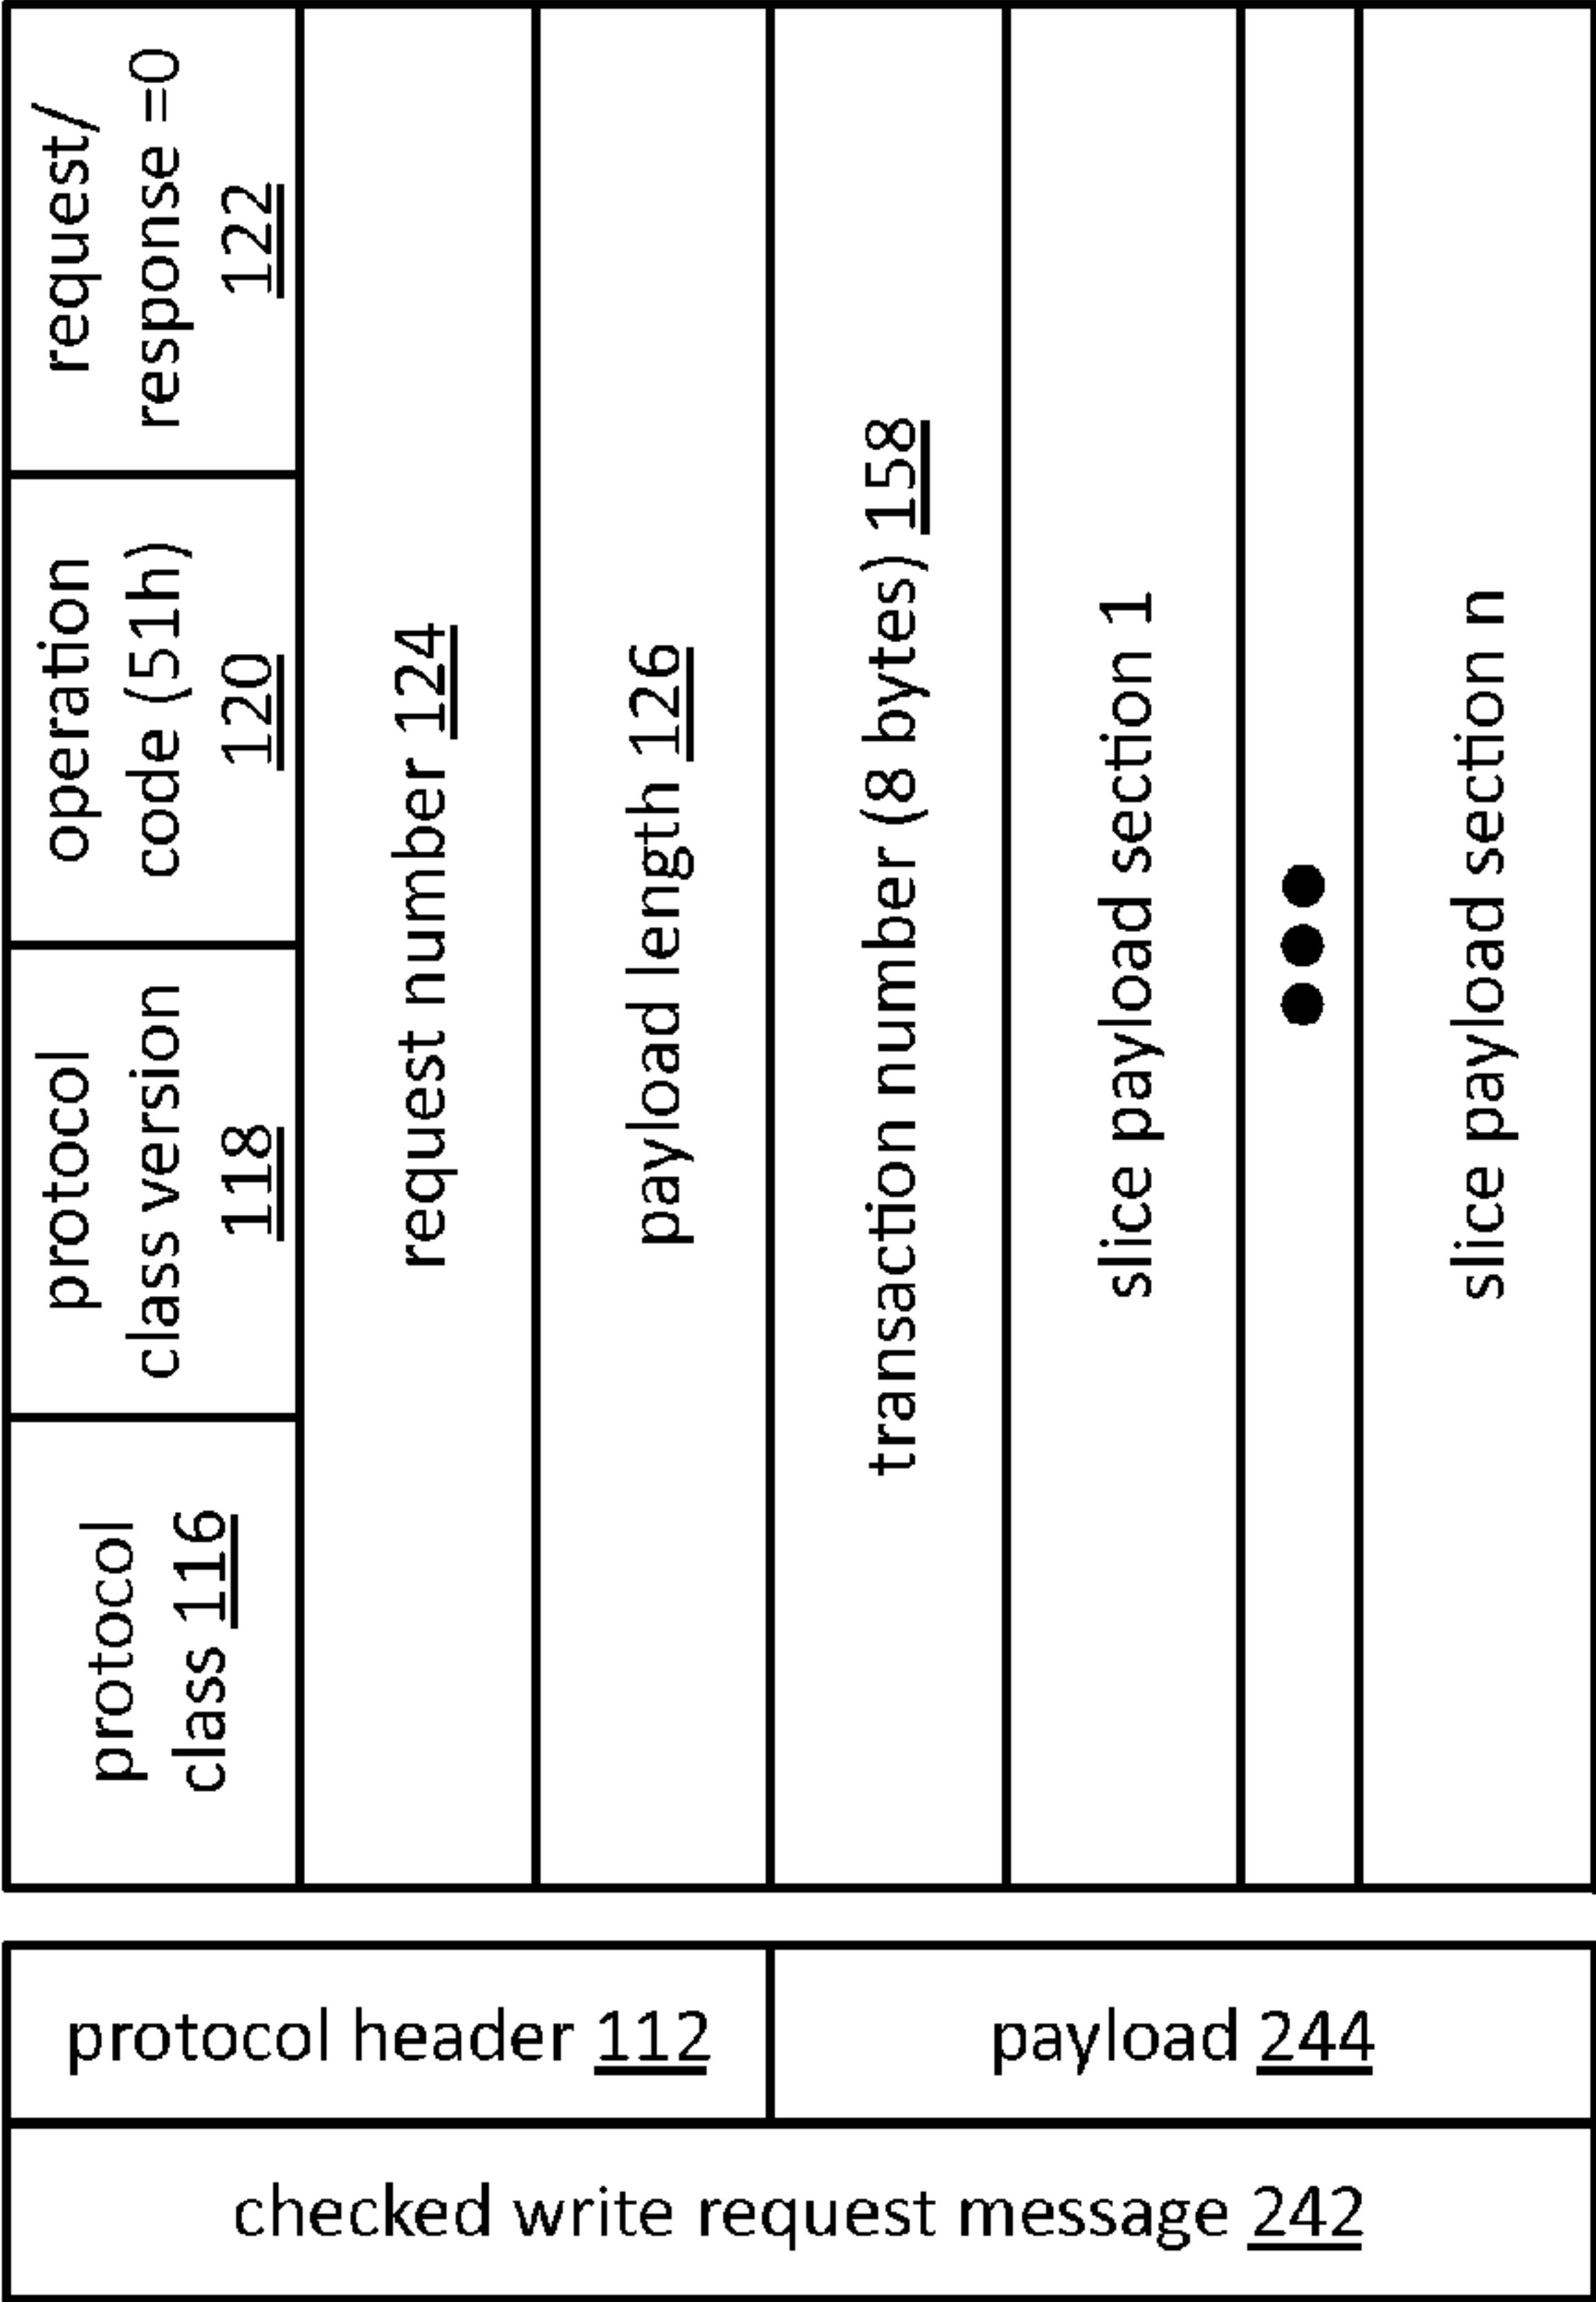 checked write request message 242
protocol header 112
payload 244
protocol
class 116
protocol
class version
118
operation
code (51h)
120
request/
response =0
122
request number 124
payload length 126
transaction number (8 bytes) 158
slice payload section 1
slice payload section n